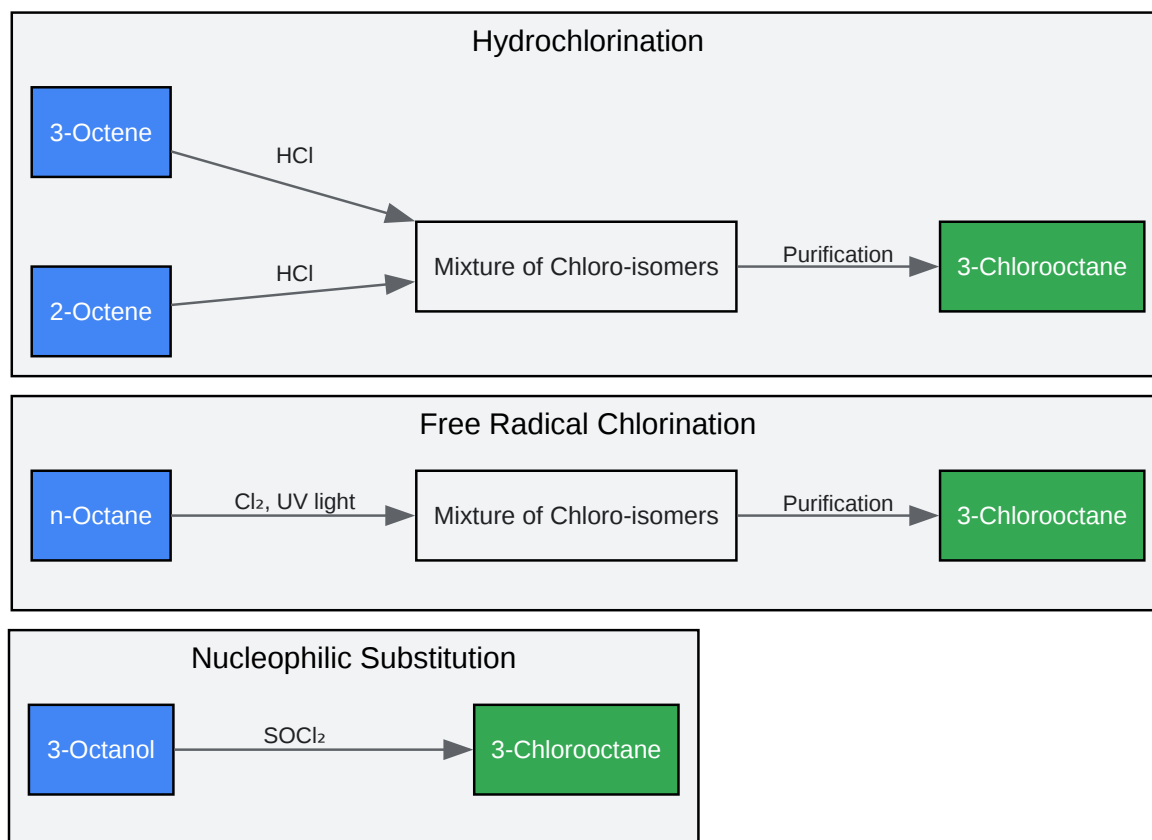 Hydrochlorination
3-Octene
HCl
2-Octene
HCl
Mixture of Chloro-isomers
Purification
3-Chlorooctane
Free Radical Chlorination
n-Octane
Cl₂, UV light
Mixture of Chloro-isomers
Purification
3-Chlorooctane
Nucleophilic Substitution
3-Octanol
SOCl₂
3-Chlorooctane